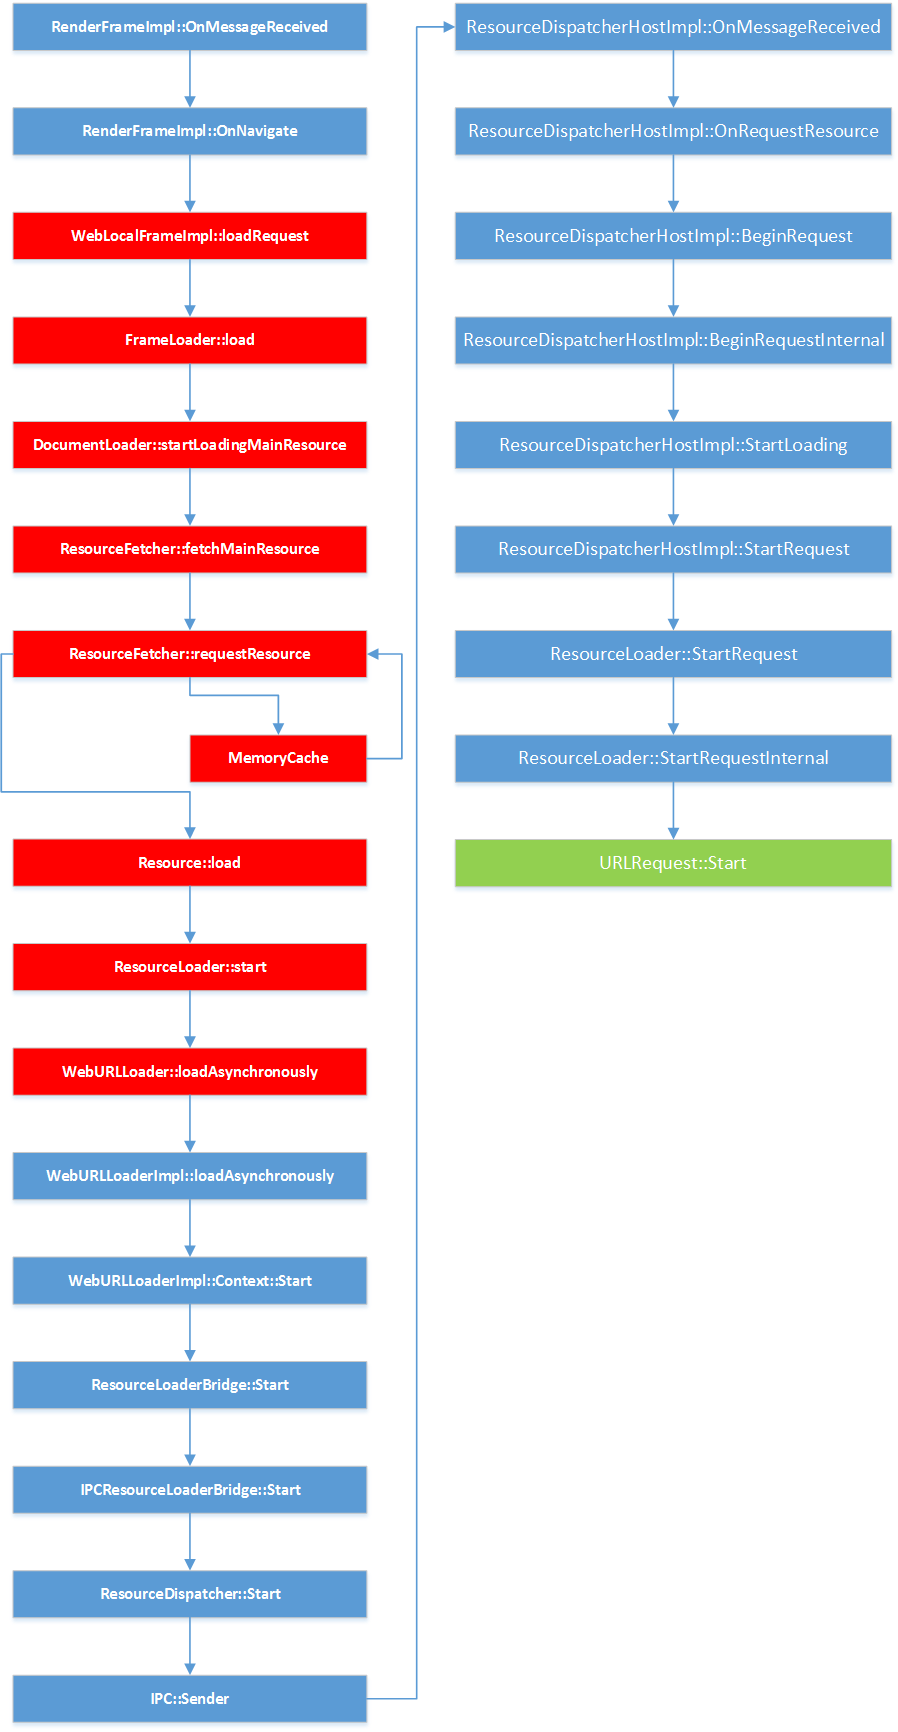 RenderFrameImpl::OnMessageReceived
RenderFrameImpl::OnNavigate
WebLocalFrameImpl::loadRequest
FrameLoader::load
DocumentLoader::startLoadingMainResource
ResourceFetcher::fetchMainResource
ResourceFetcher::requestResource
MemoryCache
Resource::load
ResourceLoader::start
WebURLLoader::loadAsynchronously
WebURLLoaderImpl::loadAsynchronously
WebURLLoaderImpl::Context::Start
ResourceLoaderBridge::Start
IPCResourceLoaderBridge::Start
ResourceDispatcher::Start
IPC::Sender
ResourceDispatcherHostImpl::OnMessageReceived
ResourceDispatcherHostImpl::OnRequestResource
ResourceDispatcherHostImpl::BeginRequest
ResourceDispatcherHostImpl::BeginRequestInternal
ResourceDispatcherHostImpl::StartLoading
ResourceDispatcherHostImpl::StartRequest
ResourceLoader::StartRequest
ResourceLoader::StartRequestInternal
URLRequest::Start